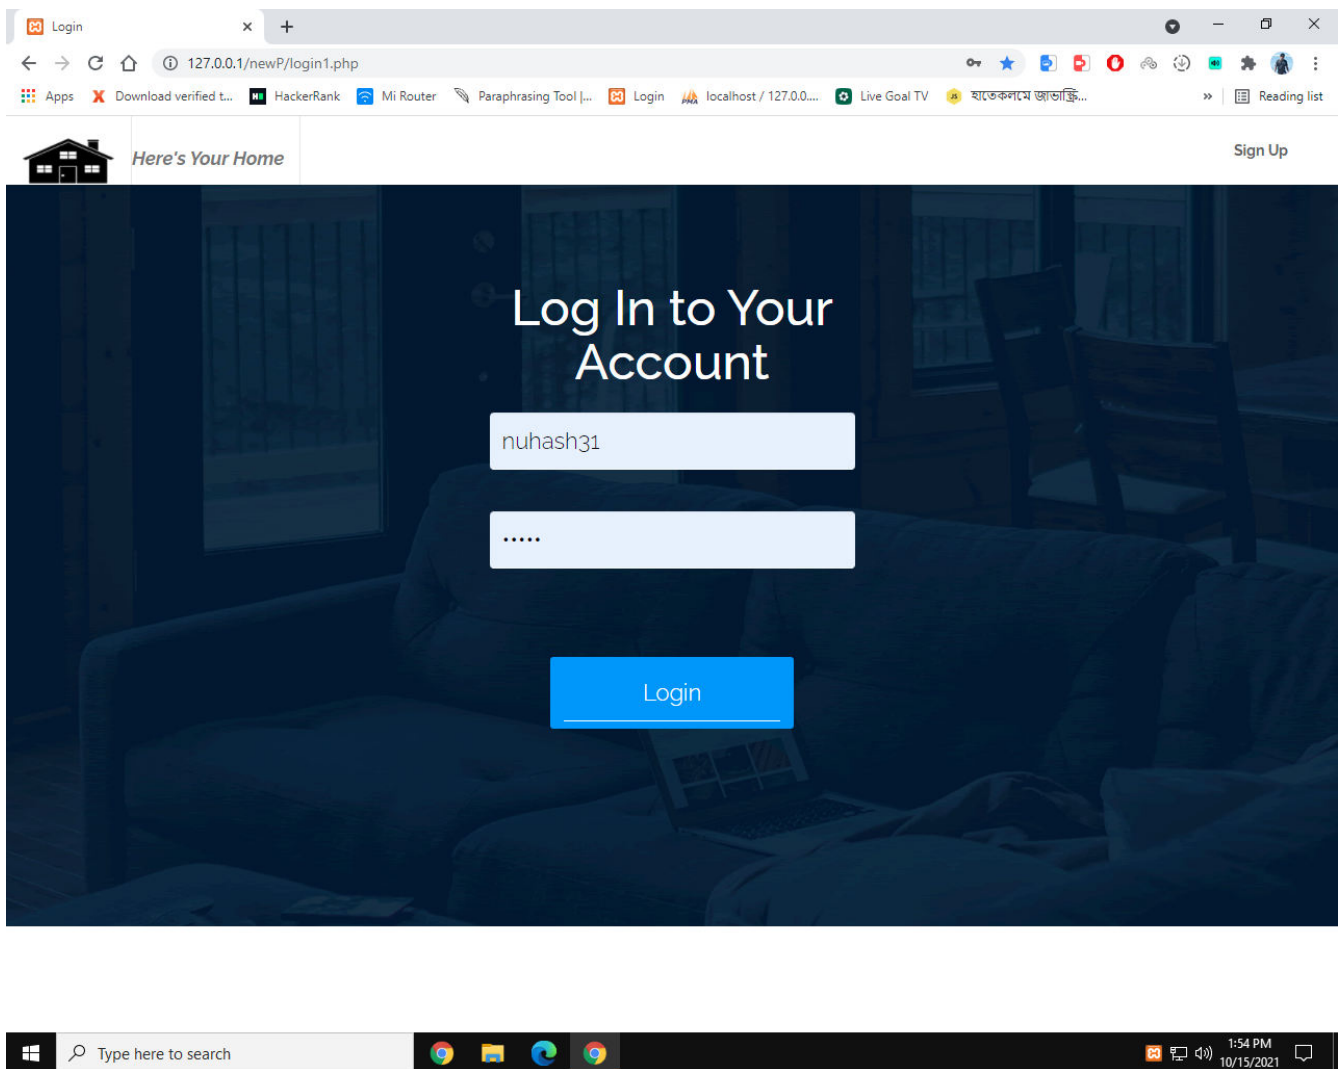 Login
127.0.0.1/newP/login1.php
Apps Download verified t... HackerRank Mi Router Paraphrasing Tool |... Login localhost / 127.0.0.... Live Goal TV হাতেকলমে জাভাস্ক্রি... » Reading list
Here's Your Home
Sign Up
Log In to Your
Account
nuhash31
•••••
Login
Type here to search
1:54 PM
10/15/2021